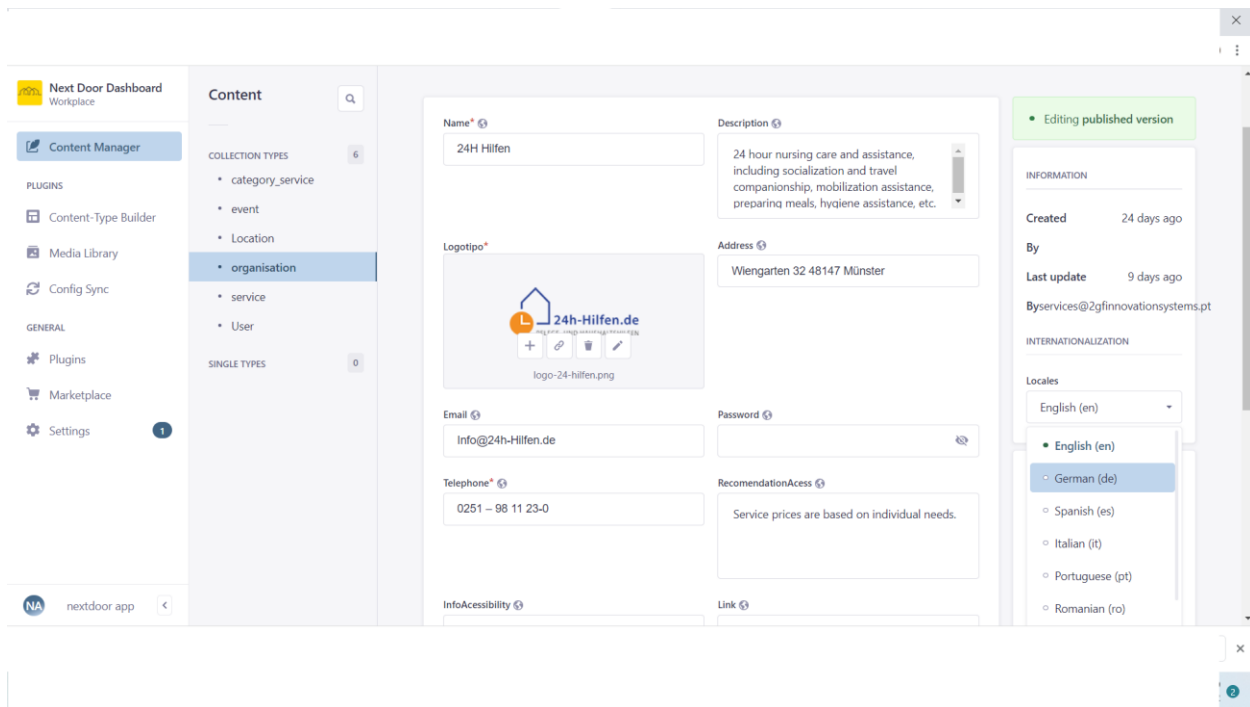 Next Door Dashboard
Workplace
Content Manager
PLUGINS
Content-Type Builder
Media Library
Config Sync
GENERAL
Plugins
Marketplace
Settings
1
NA
nextdoor app
Content
COLLECTION TYPES
6
category_service
event
Location
organisation
service
User
SINGLE TYPES
0
Name*
24H Hilfen
Description
24 hour nursing care and assistance,
including socialization and travel
companionship, mobilization assistance,
preparing meals, hygiene assistance, etc.
Logotipo*
24h-Hilfen.de
logo-24-hilfen.png
Address
Wiengarten 32 48147 Münster
Email
Info@24h-Hilfen.de
Password
Telephone*
0251 – 98 11 23-0
RecomendationAcess
Service prices are based on individual needs.
InfoAcessibility
Link
Editing published version
INFORMATION
Created 24 days ago
By
Last update 9 days ago
Byservices@2gfinnovationsystems.pt
INTERNATIONALIZATION
Locales
English (en)
English (en)
German (de)
Spanish (es)
Italian (it)
Portuguese (pt)
Romanian (ro)
2